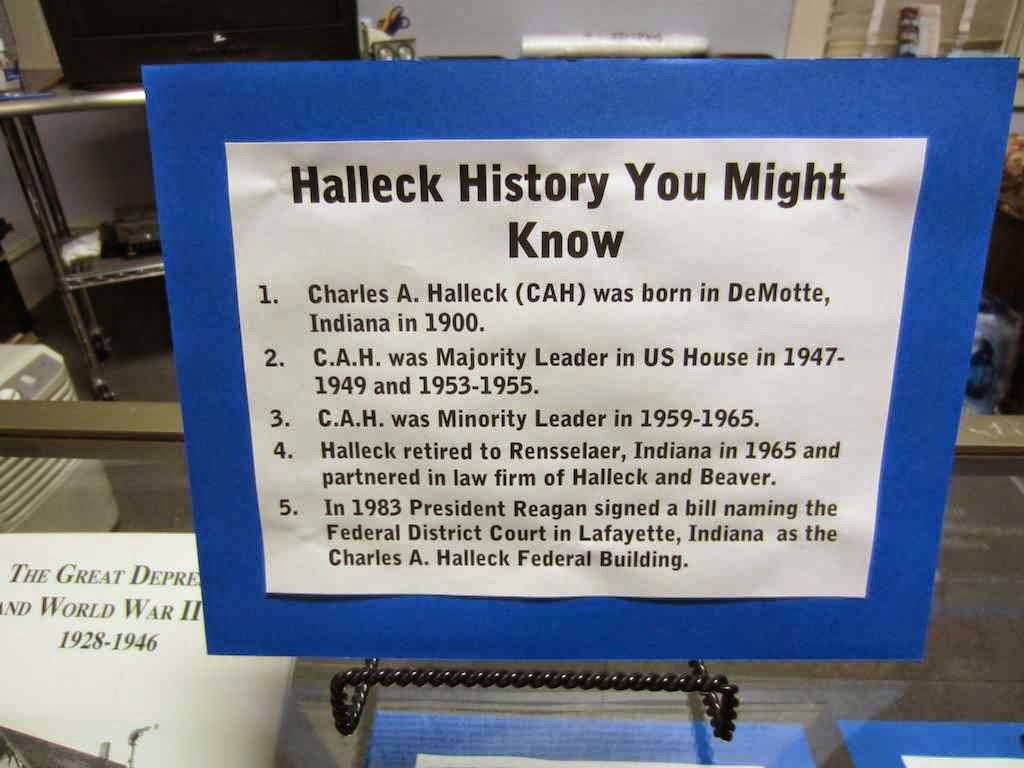 Halleck History You Might
Know
1. Charles A. Halleck (CAH) was born in DeMotte,
Indiana in 1900.
2. C.A.H. was Majority Leader in US House in 1947-
1949 and 1953-1955.
3. C.A.H. was Minority Leader in 1959-1965.
4. Halleck retired to Rensselaer, Indiana in 1965 and
partnered in law firm of Halleck and Beaver.
5. In 1983 President Reagan signed a bill naming the
Federal District Court in Lafayette, Indiana as the
Charles A. Halleck Federal Building.
THE GREAT DEPRE
AND WORLD WAR II
1928-1946